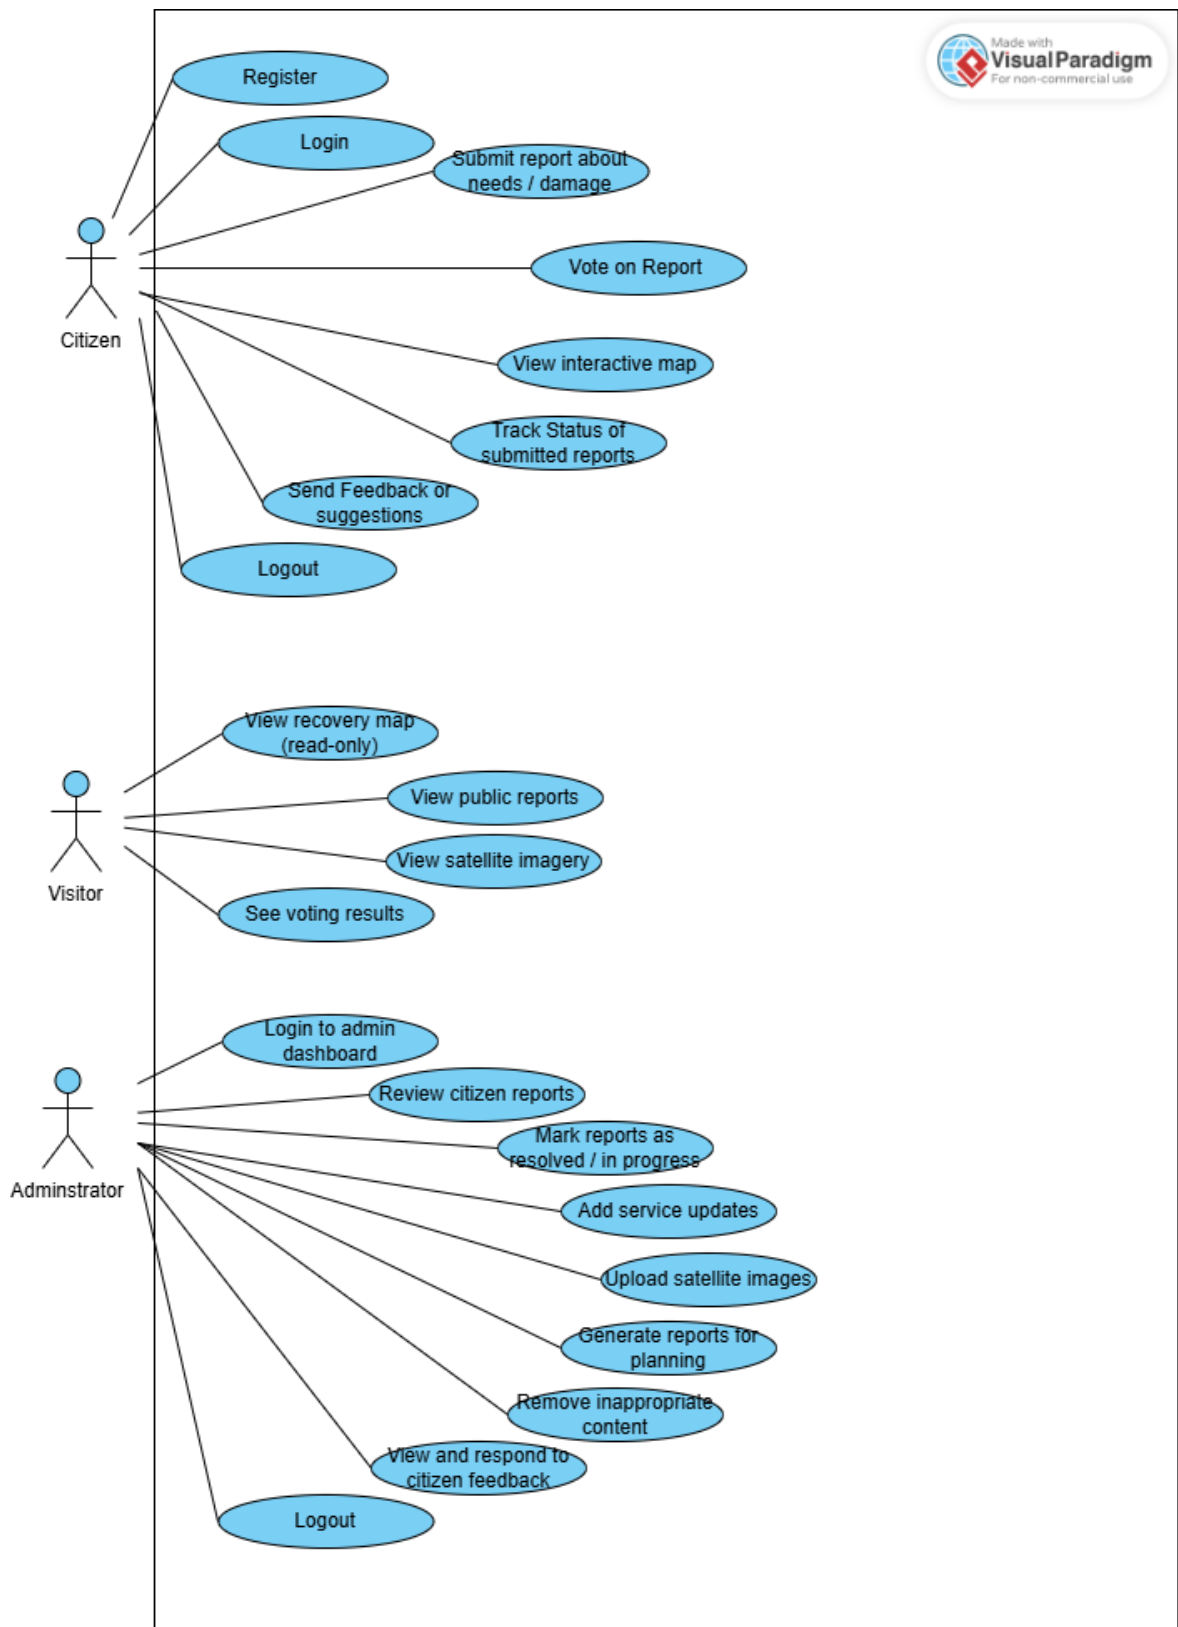 Made with
Visual Paradigm
For non-commercial use
Register
Login
Submit report about
needs / damage
Vote on Report
View interactive map
Track Status of
submitted reports
Send Feedback or
suggestions
Logout
Citizen
View recovery map
(read-only)
View public reports
View satellite imagery
See voting results
Visitor
Login to admin
dashboard
Review citizen reports
Mark reports as
resolved / in progress
Add service updates
Upload satellite images
Generate reports for
planning
Remove inappropriate
content
View and respond to
citizen feedback
Logout
Adminstrator